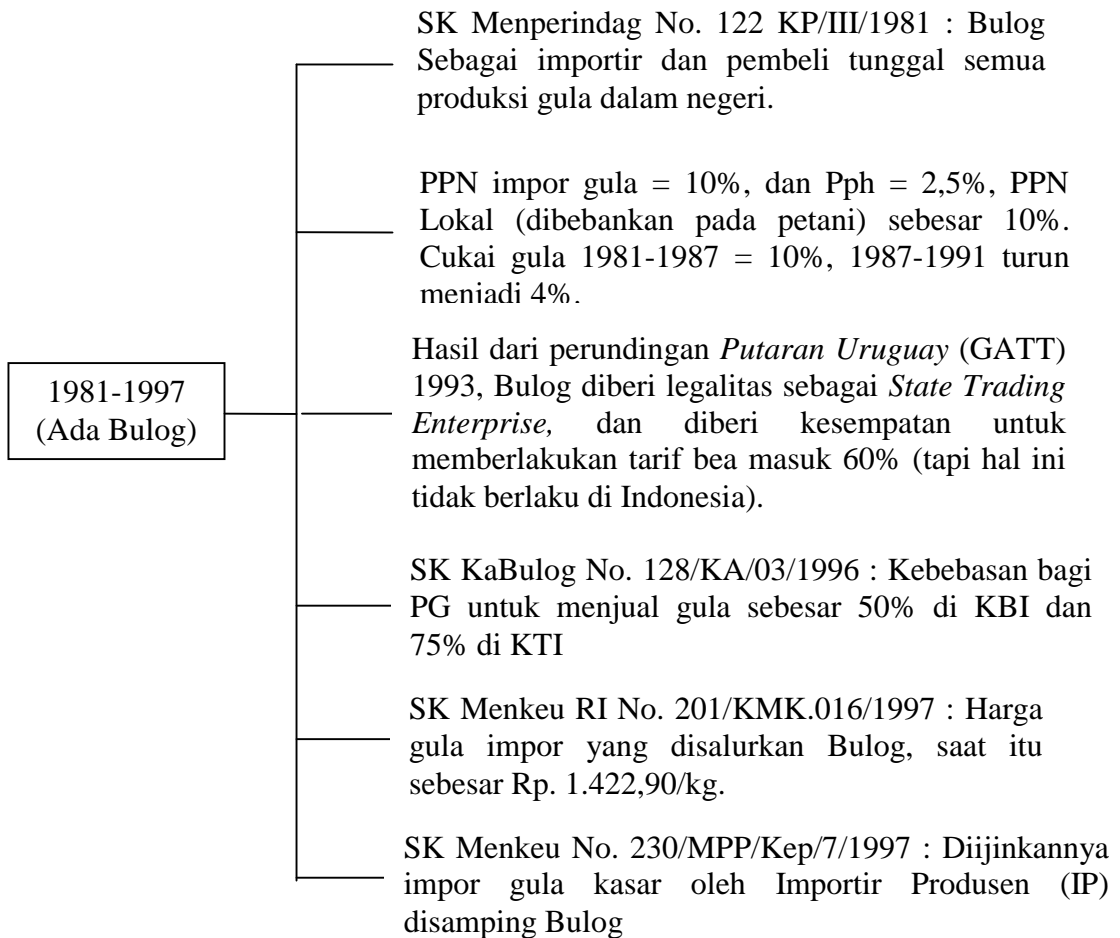 SK Menperindag No. 122 KP/III/1981 : Bulog
Sebagai importir dan pembeli tunggal semua
produksi gula dalam negeri.
PPN impor gula = 10%, dan Pph = 2,5%, PPN
Lokal (dibebankan pada petani) sebesar 10%.
Cukai gula 1981-1987 = 10%, 1987-1991 turun
menjadi 4%.
1981-1997
(Ada Bulog)
Hasil dari perundingan Putaran Uruguay (GATT)
1993, Bulog diberi legalitas sebagai State Trading
Enterprise, dan diberi kesempatan untuk
memberlakukan tarif bea masuk 60% (tapi hal ini
tidak berlaku di Indonesia).
SK KaBulog No. 128/KA/03/1996 : Kebebasan bagi
PG untuk menjual gula sebesar 50% di KBI dan
75% di KTI
SK Menkeu RI No. 201/KMK.016/1997 : Harga
gula impor yang disalurkan Bulog, saat itu
sebesar Rp. 1.422,90/kg.
SK Menkeu No. 230/MPP/Kep/7/1997 : Diijinkannya
impor gula kasar oleh Importir Produsen (IP)
disamping Bulog